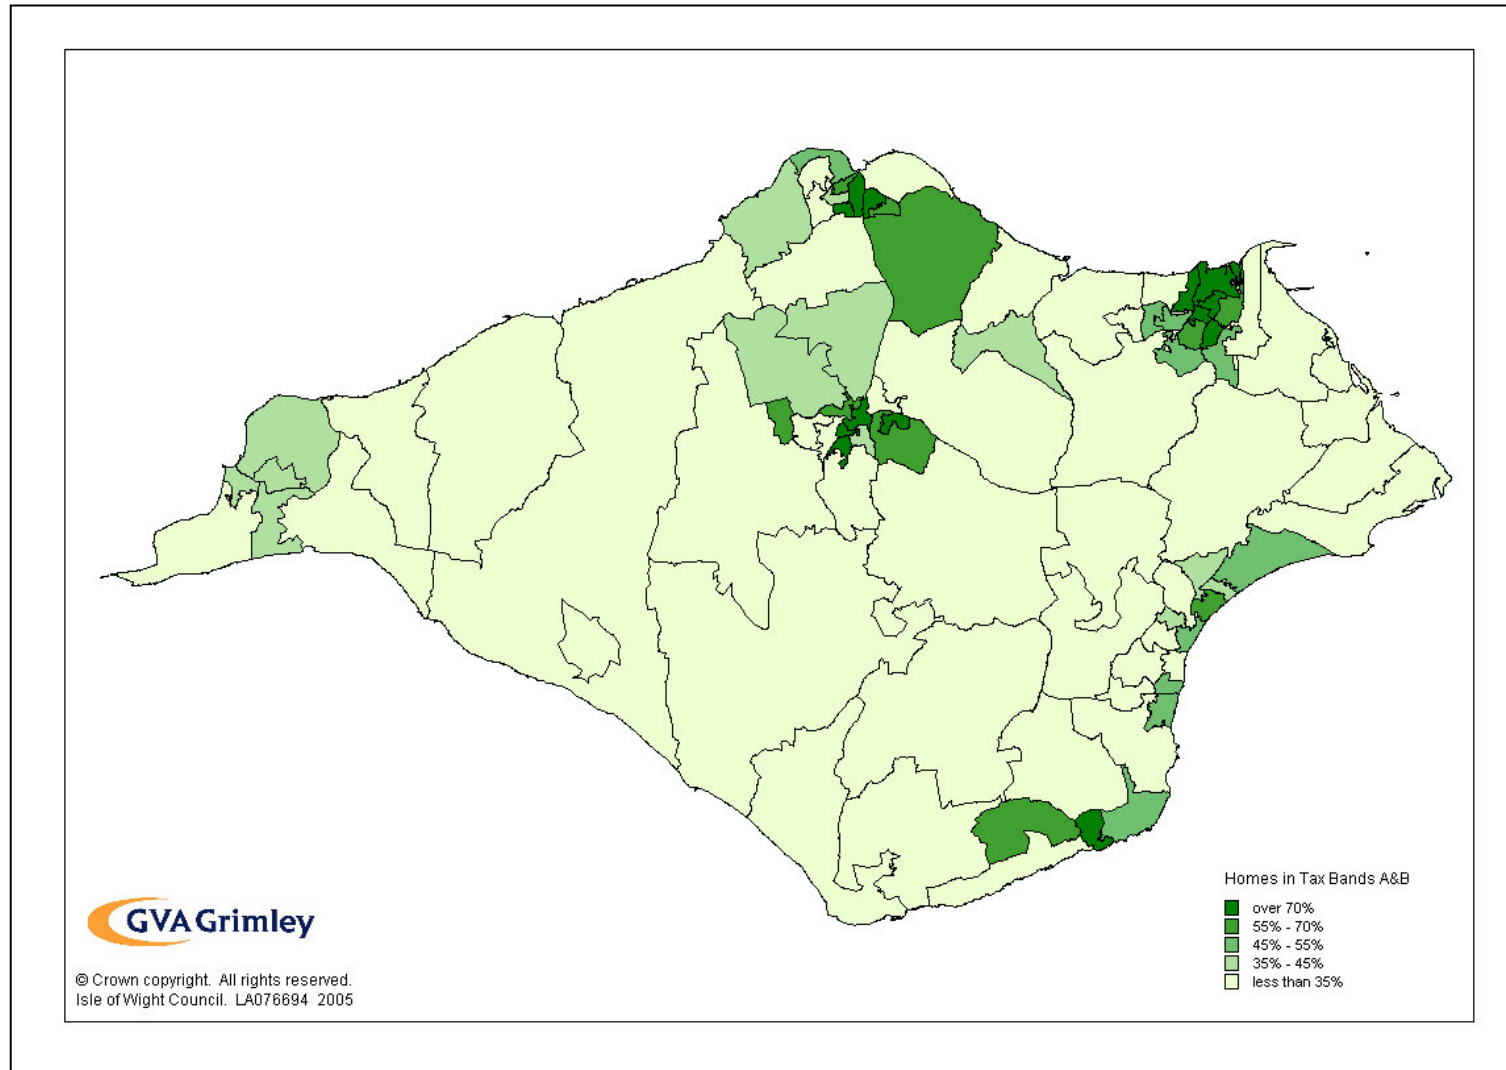 Homes in Tax Bands A&B
over 70%
55% - 70%
45% - 55%
35% - 45%
less than 35%
GVA Grimley
© Crown copyright. All rights reserved.
Isle of Wight Council. LA076694 2005